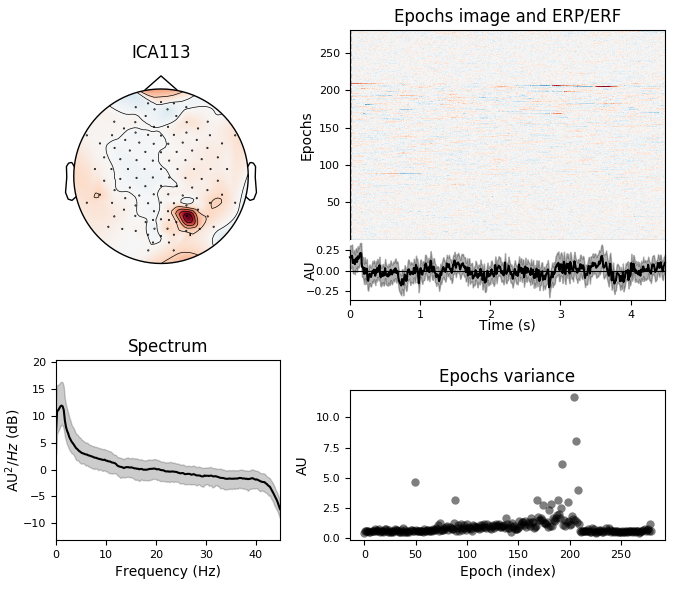 ICA113
Epochs image and ERP/ERF
Epochs
250
200
150
100
50
AU
0.25
0.00
−0.25
0 1 2 3 4
Time (s)
Spectrum
AU²/Hz (dB)
20
15
10
5
0
−5
−10
0 10 20 30 40
Frequency (Hz)
Epochs variance
AU
10.0
7.5
5.0
2.5
0.0
0 50 100 150 200 250
Epoch (index)